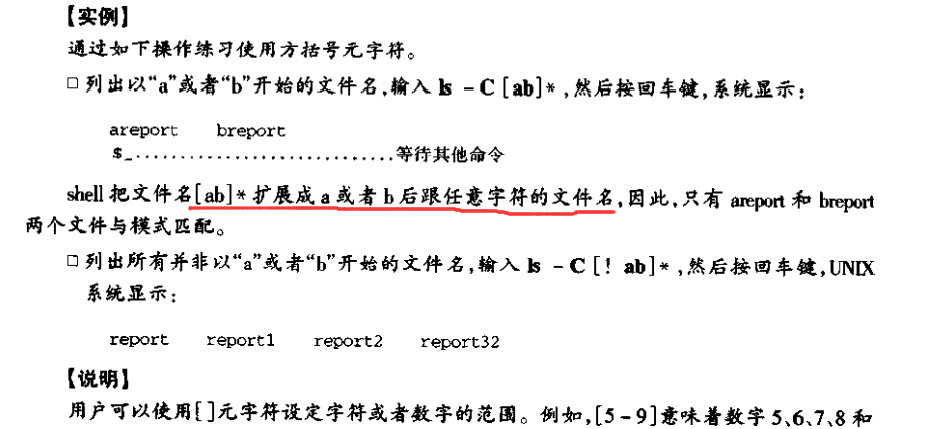 【实例】
通过如下操作练习使用方括号元字符。
□ 列出以“a”或者“b”开始的文件名,输入 ls - C [ab]* ,然后按回车键,系统显示:
areport breport
$_............................等待其他命令
shell 把文件名[ab]* 扩展成 a 或者 b 后跟任意字符的文件名,因此,只有 areport 和 breport
两个文件与模式匹配。
□ 列出所有并非以“a”或者“b”开始的文件名,输入 ls - C [! ab]* ,然后按回车键,UNIX
系统显示:
report report1 report2 report32
【说明】
用户可以使用[ ]元字符设定字符或者数字的范围。例如,[5-9]意味着数字 5、6、7、8 和